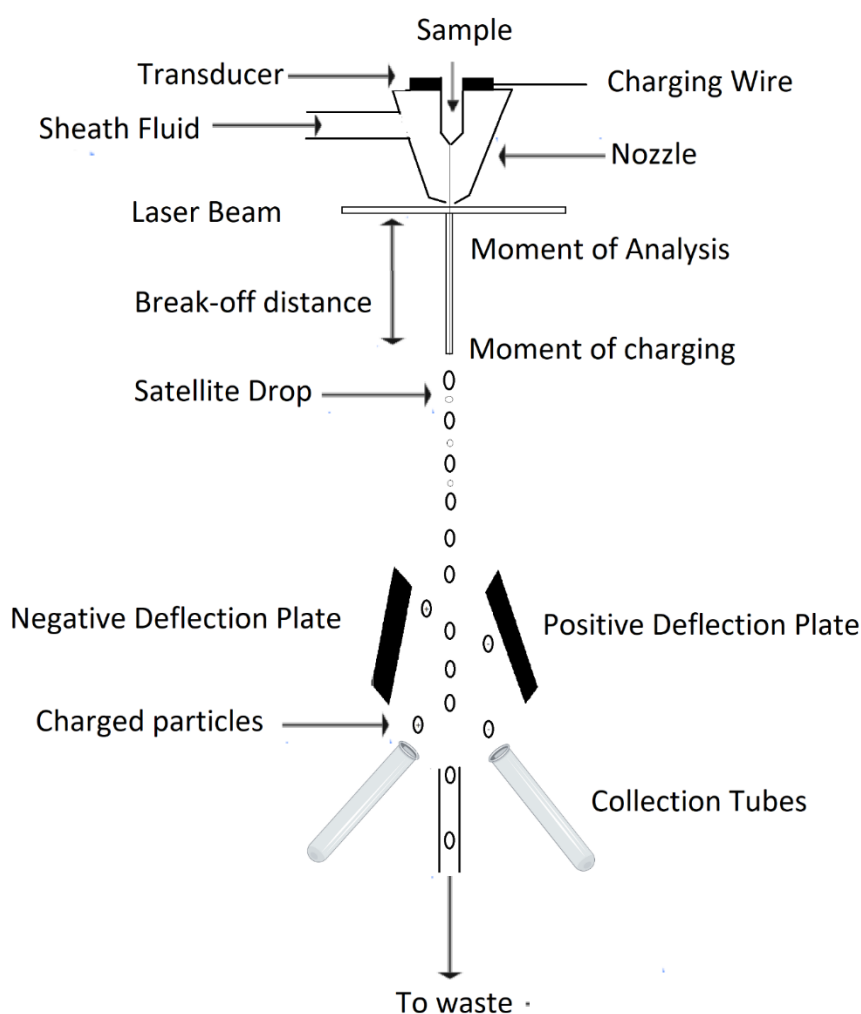 Sample
Transducer
Charging Wire
Sheath Fluid
Nozzle
Laser Beam
Moment of Analysis
Break-off distance
Moment of charging
Satellite Drop
Negative Deflection Plate
Positive Deflection Plate
Charged particles
Collection Tubes
To waste